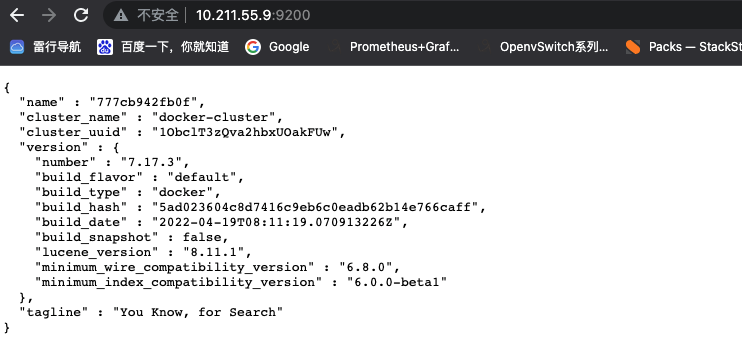 不安全 | 10.211.55.9:9200
雷行导航 百度一下，你就知道 Google Prometheus+Graf... OpenvSwitch系列... Packs — StackSt
{
"name" : "777cb942fb0f",
"cluster_name" : "docker-cluster",
"cluster_uuid" : "1ObclT3zQva2hbxUOakFUw",
"version" : {
"number" : "7.17.3",
"build_flavor" : "default",
"build_type" : "docker",
"build_hash" : "5ad023604c8d7416c9eb6c0eadb62b14e766caff",
"build_date" : "2022-04-19T08:11:19.070913226Z",
"build_snapshot" : false,
"lucene_version" : "8.11.1",
"minimum_wire_compatibility_version" : "6.8.0",
"minimum_index_compatibility_version" : "6.0.0-beta1"
},
"tagline" : "You Know, for Search"
}